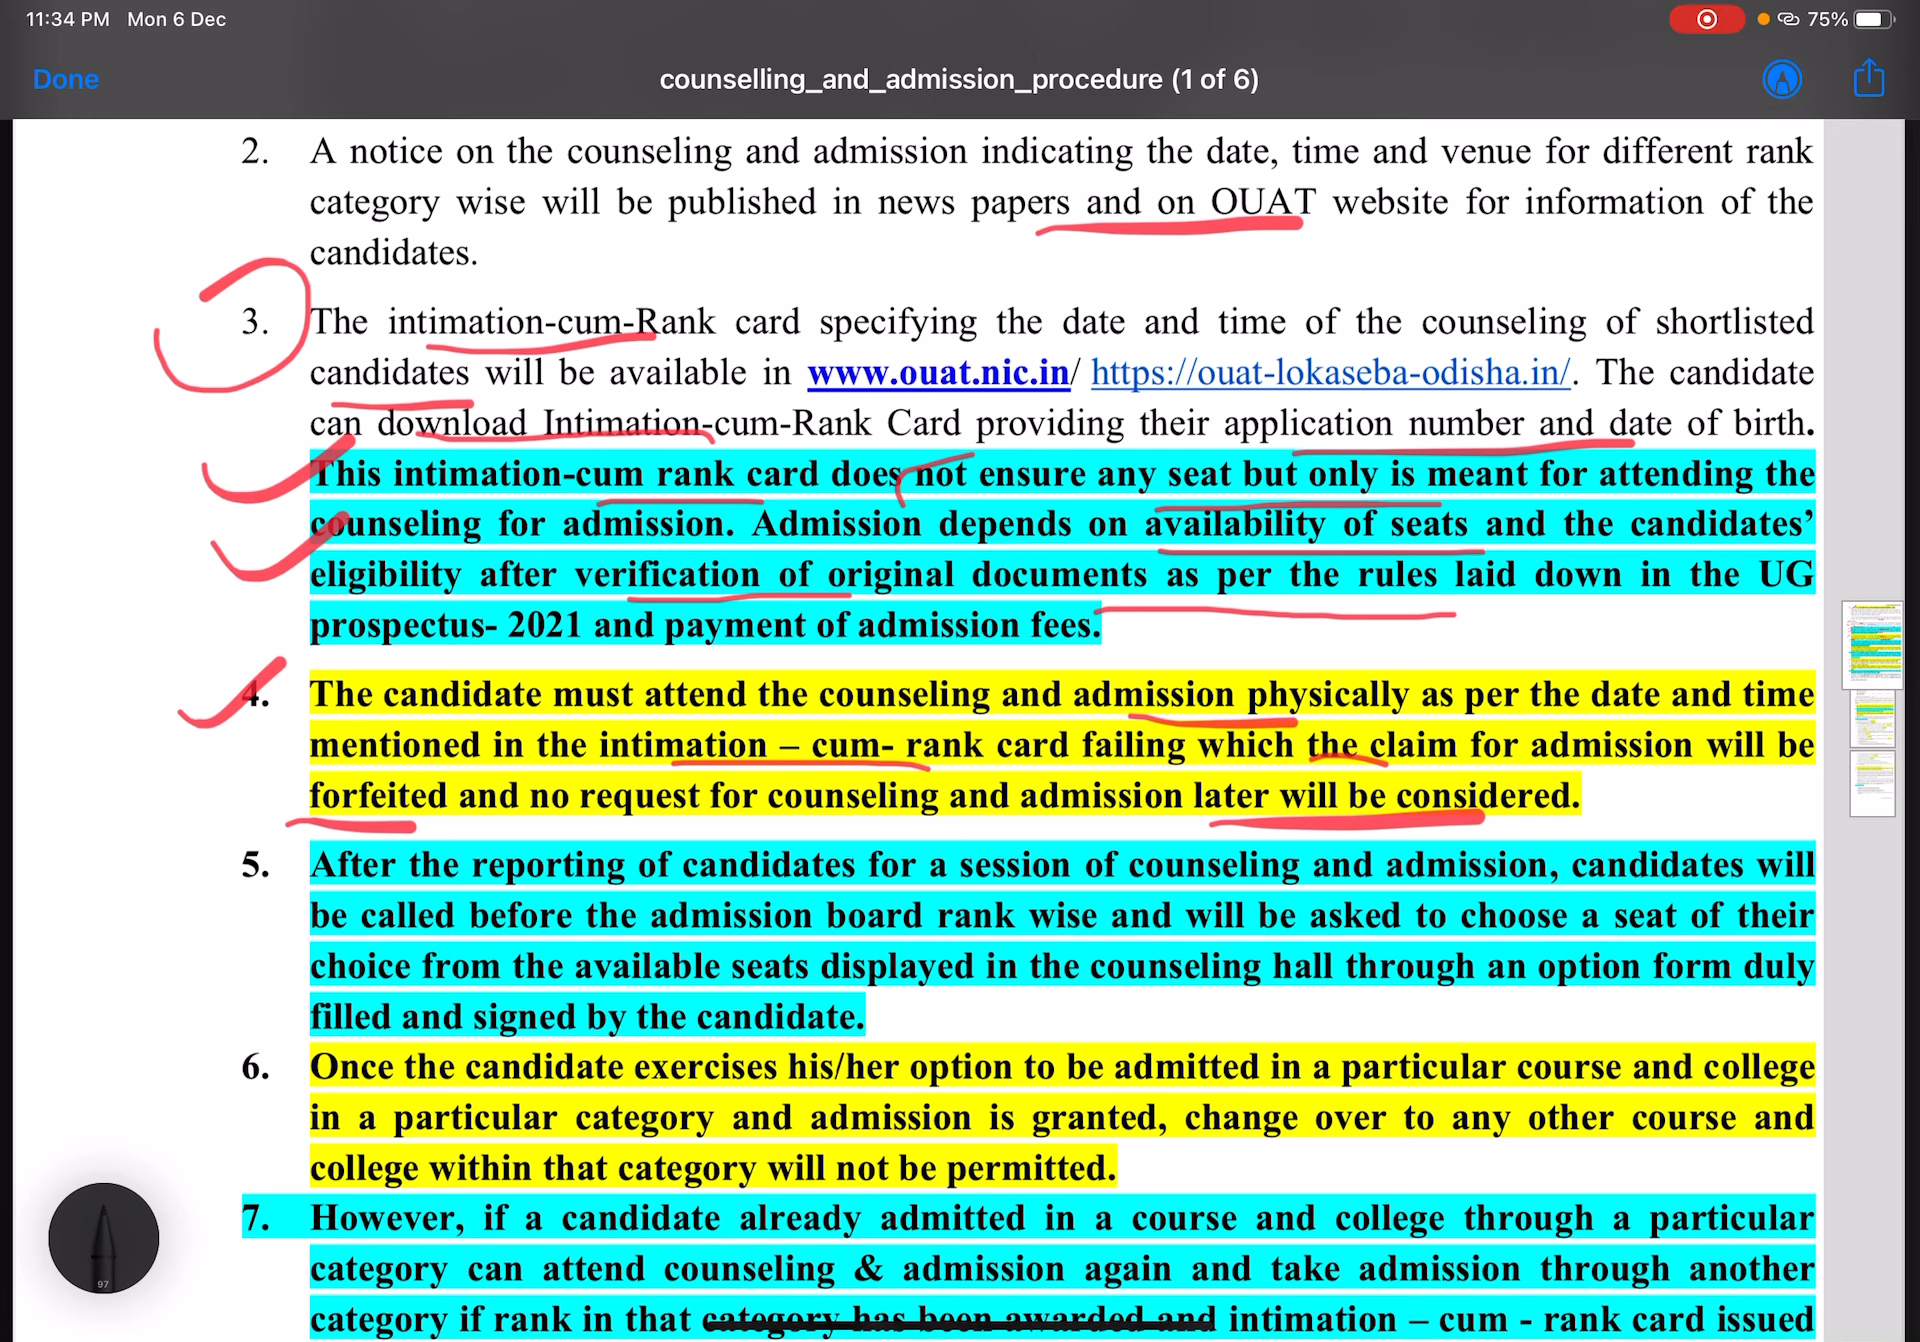 11:34 PM Mon 6 Dec
75%
Done
counselling_and_admission_procedure (1 of 6)
2. A notice on the counseling and admission indicating the date, time and venue for different rank
category wise will be published in news papers and on OUAT website for information of the
candidates.
3. The intimation-cum-Rank card specifying the date and time of the counseling of shortlisted
candidates will be available in www.ouat.nic.in/ https://ouat-lokaseba-odisha.in/. The candidate
can download Intimation-cum-Rank Card providing their application number and date of birth.
This intimation-cum rank card does not ensure any seat but only is meant for attending the
counseling for admission. Admission depends on availability of seats and the candidates’
eligibility after verification of original documents as per the rules laid down in the UG
prospectus- 2021 and payment of admission fees.
4. The candidate must attend the counseling and admission physically as per the date and time
mentioned in the intimation – cum- rank card failing which the claim for admission will be
forfeited and no request for counseling and admission later will be considered.
5. After the reporting of candidates for a session of counseling and admission, candidates will
be called before the admission board rank wise and will be asked to choose a seat of their
choice from the available seats displayed in the counseling hall through an option form duly
filled and signed by the candidate.
6. Once the candidate exercises his/her option to be admitted in a particular course and college
in a particular category and admission is granted, change over to any other course and
college within that category will not be permitted.
7. However, if a candidate already admitted in a course and college through a particular
category can attend counseling & admission again and take admission through another
category if rank in that category has been awarded and intimation – cum - rank card issued
97